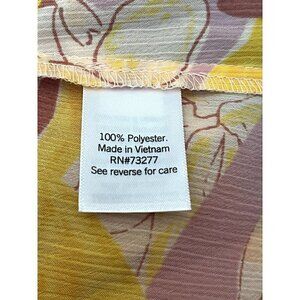 100% Polyester.
Made in Vietnam
RN#73277
See reverse for care